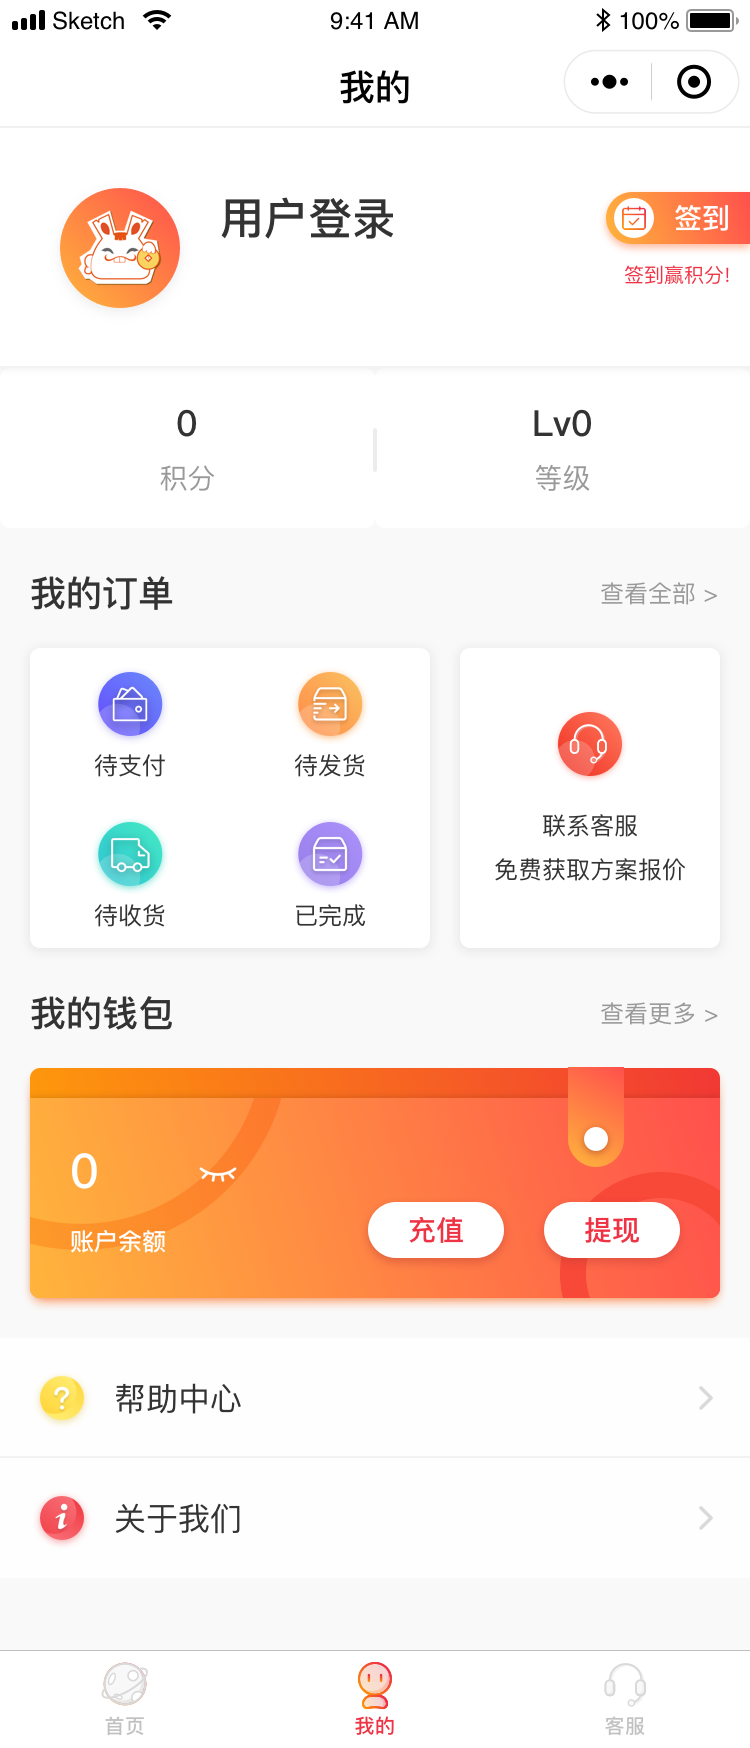 Sketch 9:41 AM 100%
我的
用户登录
签到
签到赢积分!
0
积分
Lv0
等级
我的订单 查看全部 >
待支付 待发货
联系客服
免费获取方案报价
待收货 已完成
我的钱包 查看更多 >
0
账户余额
充值 提现
帮助中心
关于我们
首页 我的 客服